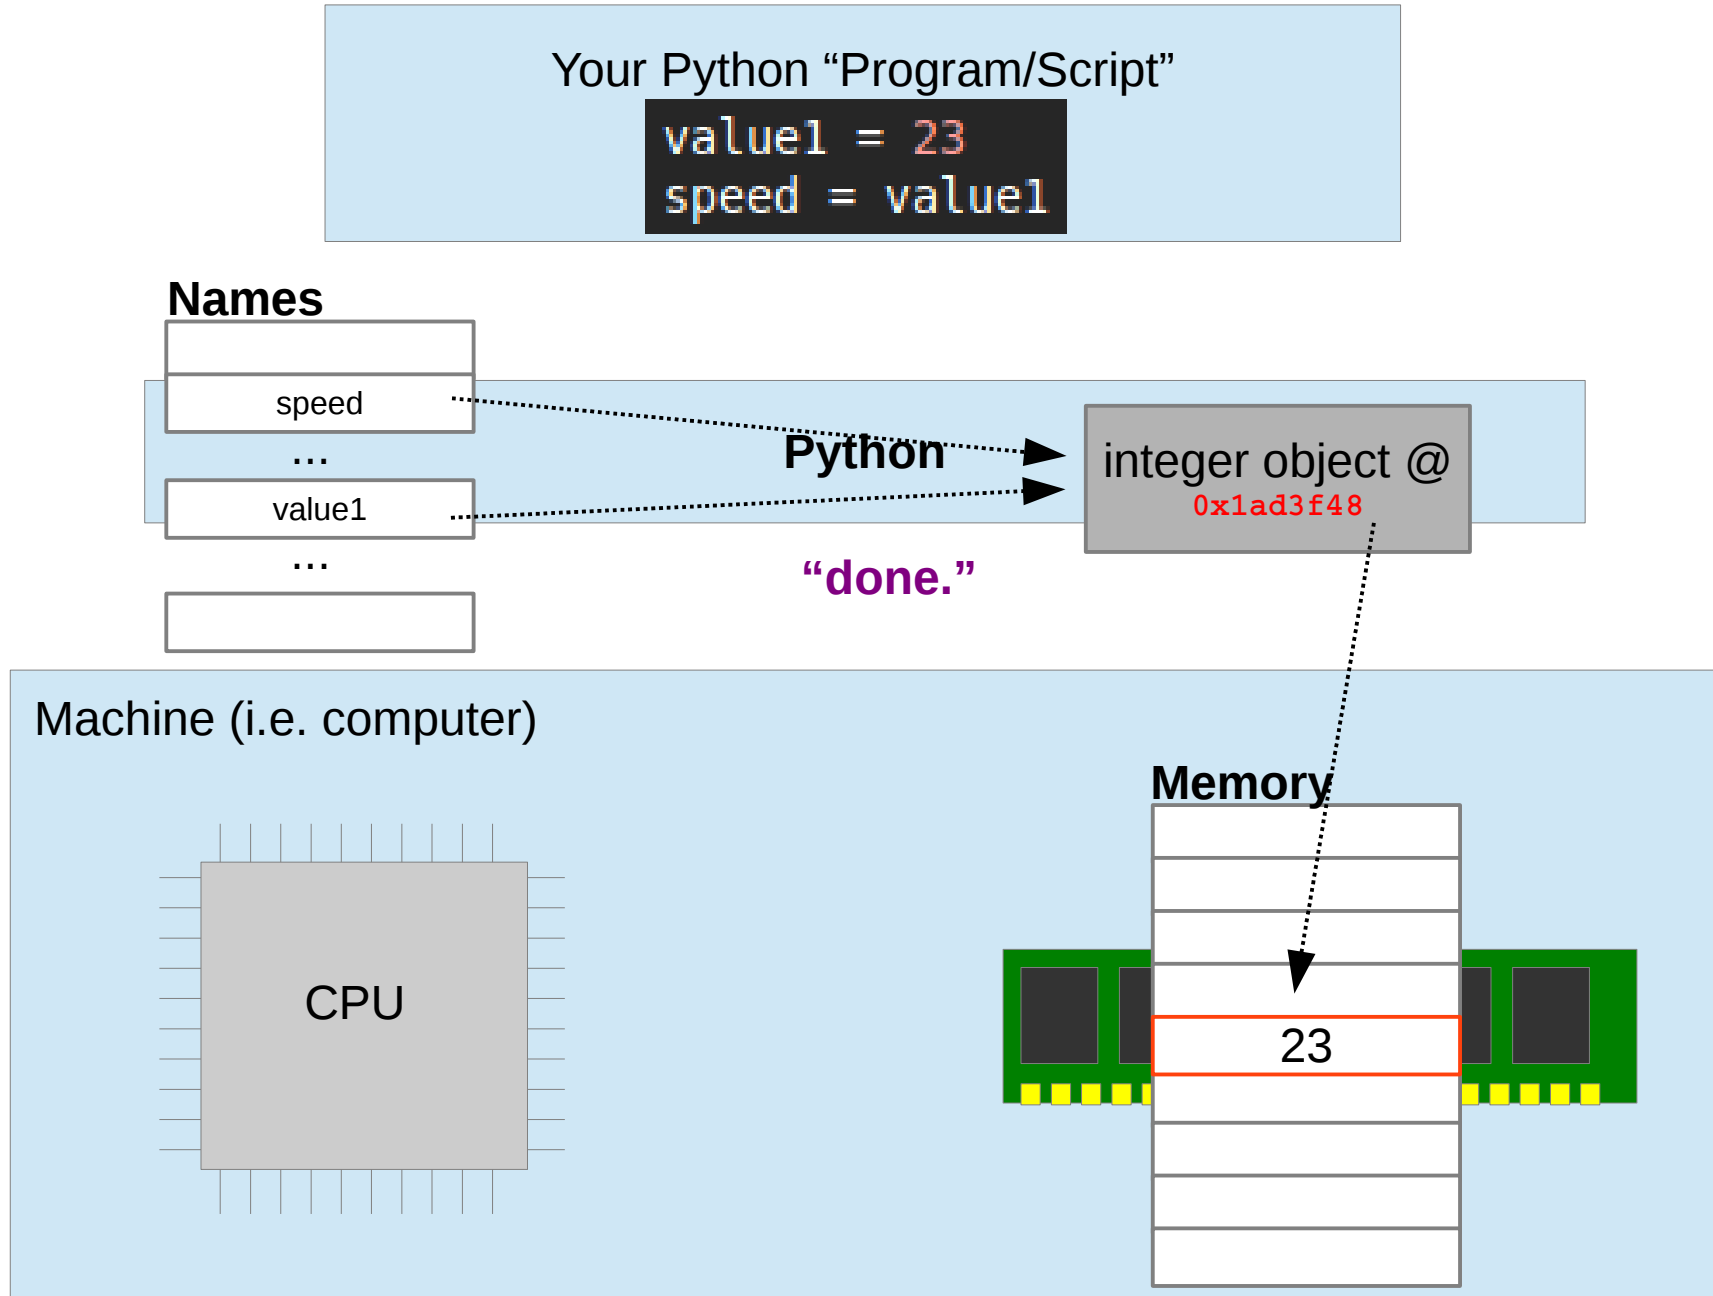 Your Python “Program/Script”
value1 = 23
speed = value1
Names
speed
...
value1
...
Python
“done.”
integer object @
0x1ad3f48
Machine (i.e. computer)
CPU
Memory
23